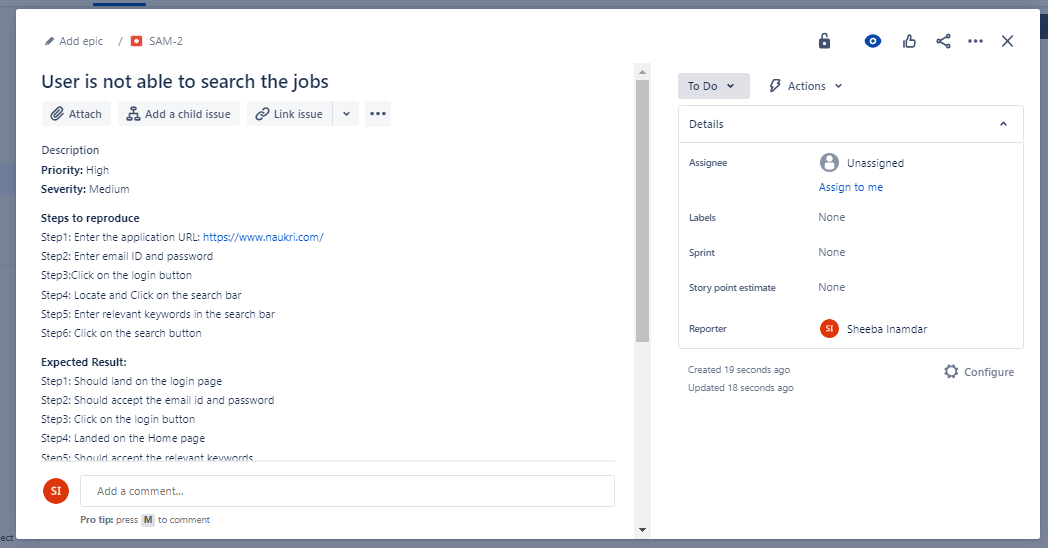 Add epic / SAM-2
User is not able to search the jobs
Attach Add a child issue Link issue
Description
Priority: High
Severity: Medium
Steps to reproduce
Step1: Enter the application URL: https://www.naukri.com/
Step2: Enter email ID and password
Step3:Click on the login button
Step4: Locate and Click on the search bar
Step5: Enter relevant keywords in the search bar
Step6: Click on the search button
Expected Result:
Step1: Should land on the login page
Step2: Should accept the email id and password
Step3: Click on the login button
Step4: Landed on the Home page
Step5: Should accept the relevant keywords
SI Add a comment...
Pro tip: press M to comment
To Do Actions
Details
Assignee Unassigned
Assign to me
Labels None
Sprint None
Story point estimate None
Reporter SI Sheeba Inamdar
Created 19 seconds ago
Updated 18 seconds ago
Configure
ect